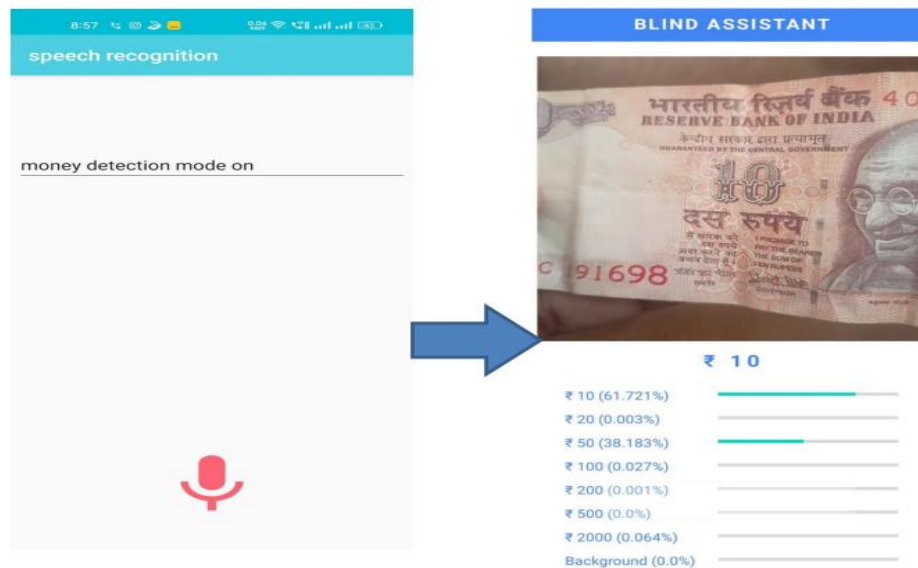 8:57
speech recognition
money detection mode on
BLIND ASSISTANT
भारतीय रिज़र्व बैंक
RESERVE BANK OF INDIA
केन्द्रीय सरकार द्वारा प्रत्याभूत
GUARANTEED BY THE CENTRAL GOVERNMENT
10
दस रुपये
I PROMISE TO
PAY THE BEARER
THE SUM OF
TEN RUPEES
91698
GOVERNOR
₹ 10
₹ 10 (61.721%)
₹ 20 (0.003%)
₹ 50 (38.183%)
₹ 100 (0.027%)
₹ 200 (0.001%)
₹ 500 (0.0%)
₹ 2000 (0.064%)
Background (0.0%)